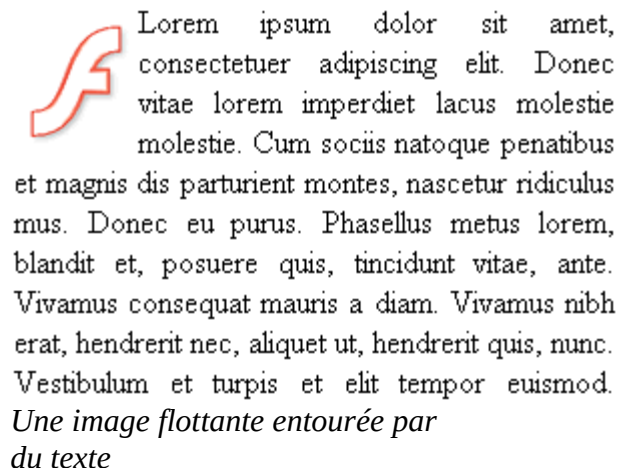 Lorem ipsum dolor sit amet,
consectetuer adipiscing elit. Donec
vitae lorem imperdiet lacus molestie
molestie. Cum sociis natoque penatibus
et magnis dis parturient montes, nascetur ridiculus
mus. Donec eu purus. Phasellus metus lorem,
blandit et, posuere quis, tincidunt vitae, ante.
Vivamus consequat mauris a diam. Vivamus nibh
erat, hendrerit nec, aliquet ut, hendrerit quis, nunc.
Vestibulum et turpis et elit tempor euismod.
Une image flottante entourée par
du texte